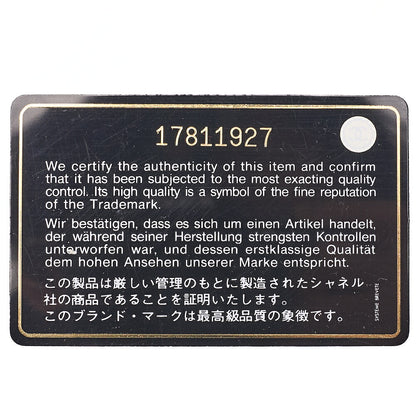 17811927
We certify the authenticity of this item and confirm
that it has been subjected to the most exacting quality
control. Its high quality is a symbol of the fine reputation
of the Trademark.
Wir bestätigen, dass es sich um einen Artikel handelt,
der während seiner Herstellung strengsten Kontrollen
unterworfen war, und dessen erstklassige Qualität
dem hohen Ansehen unserer Marke entspricht.
この製品は厳しい管理のもとに製造されたシャネル
社の商品であることを証明いたします。
このブランド・マークは最高級品質の象徴です。
SYSTEME BREVETE